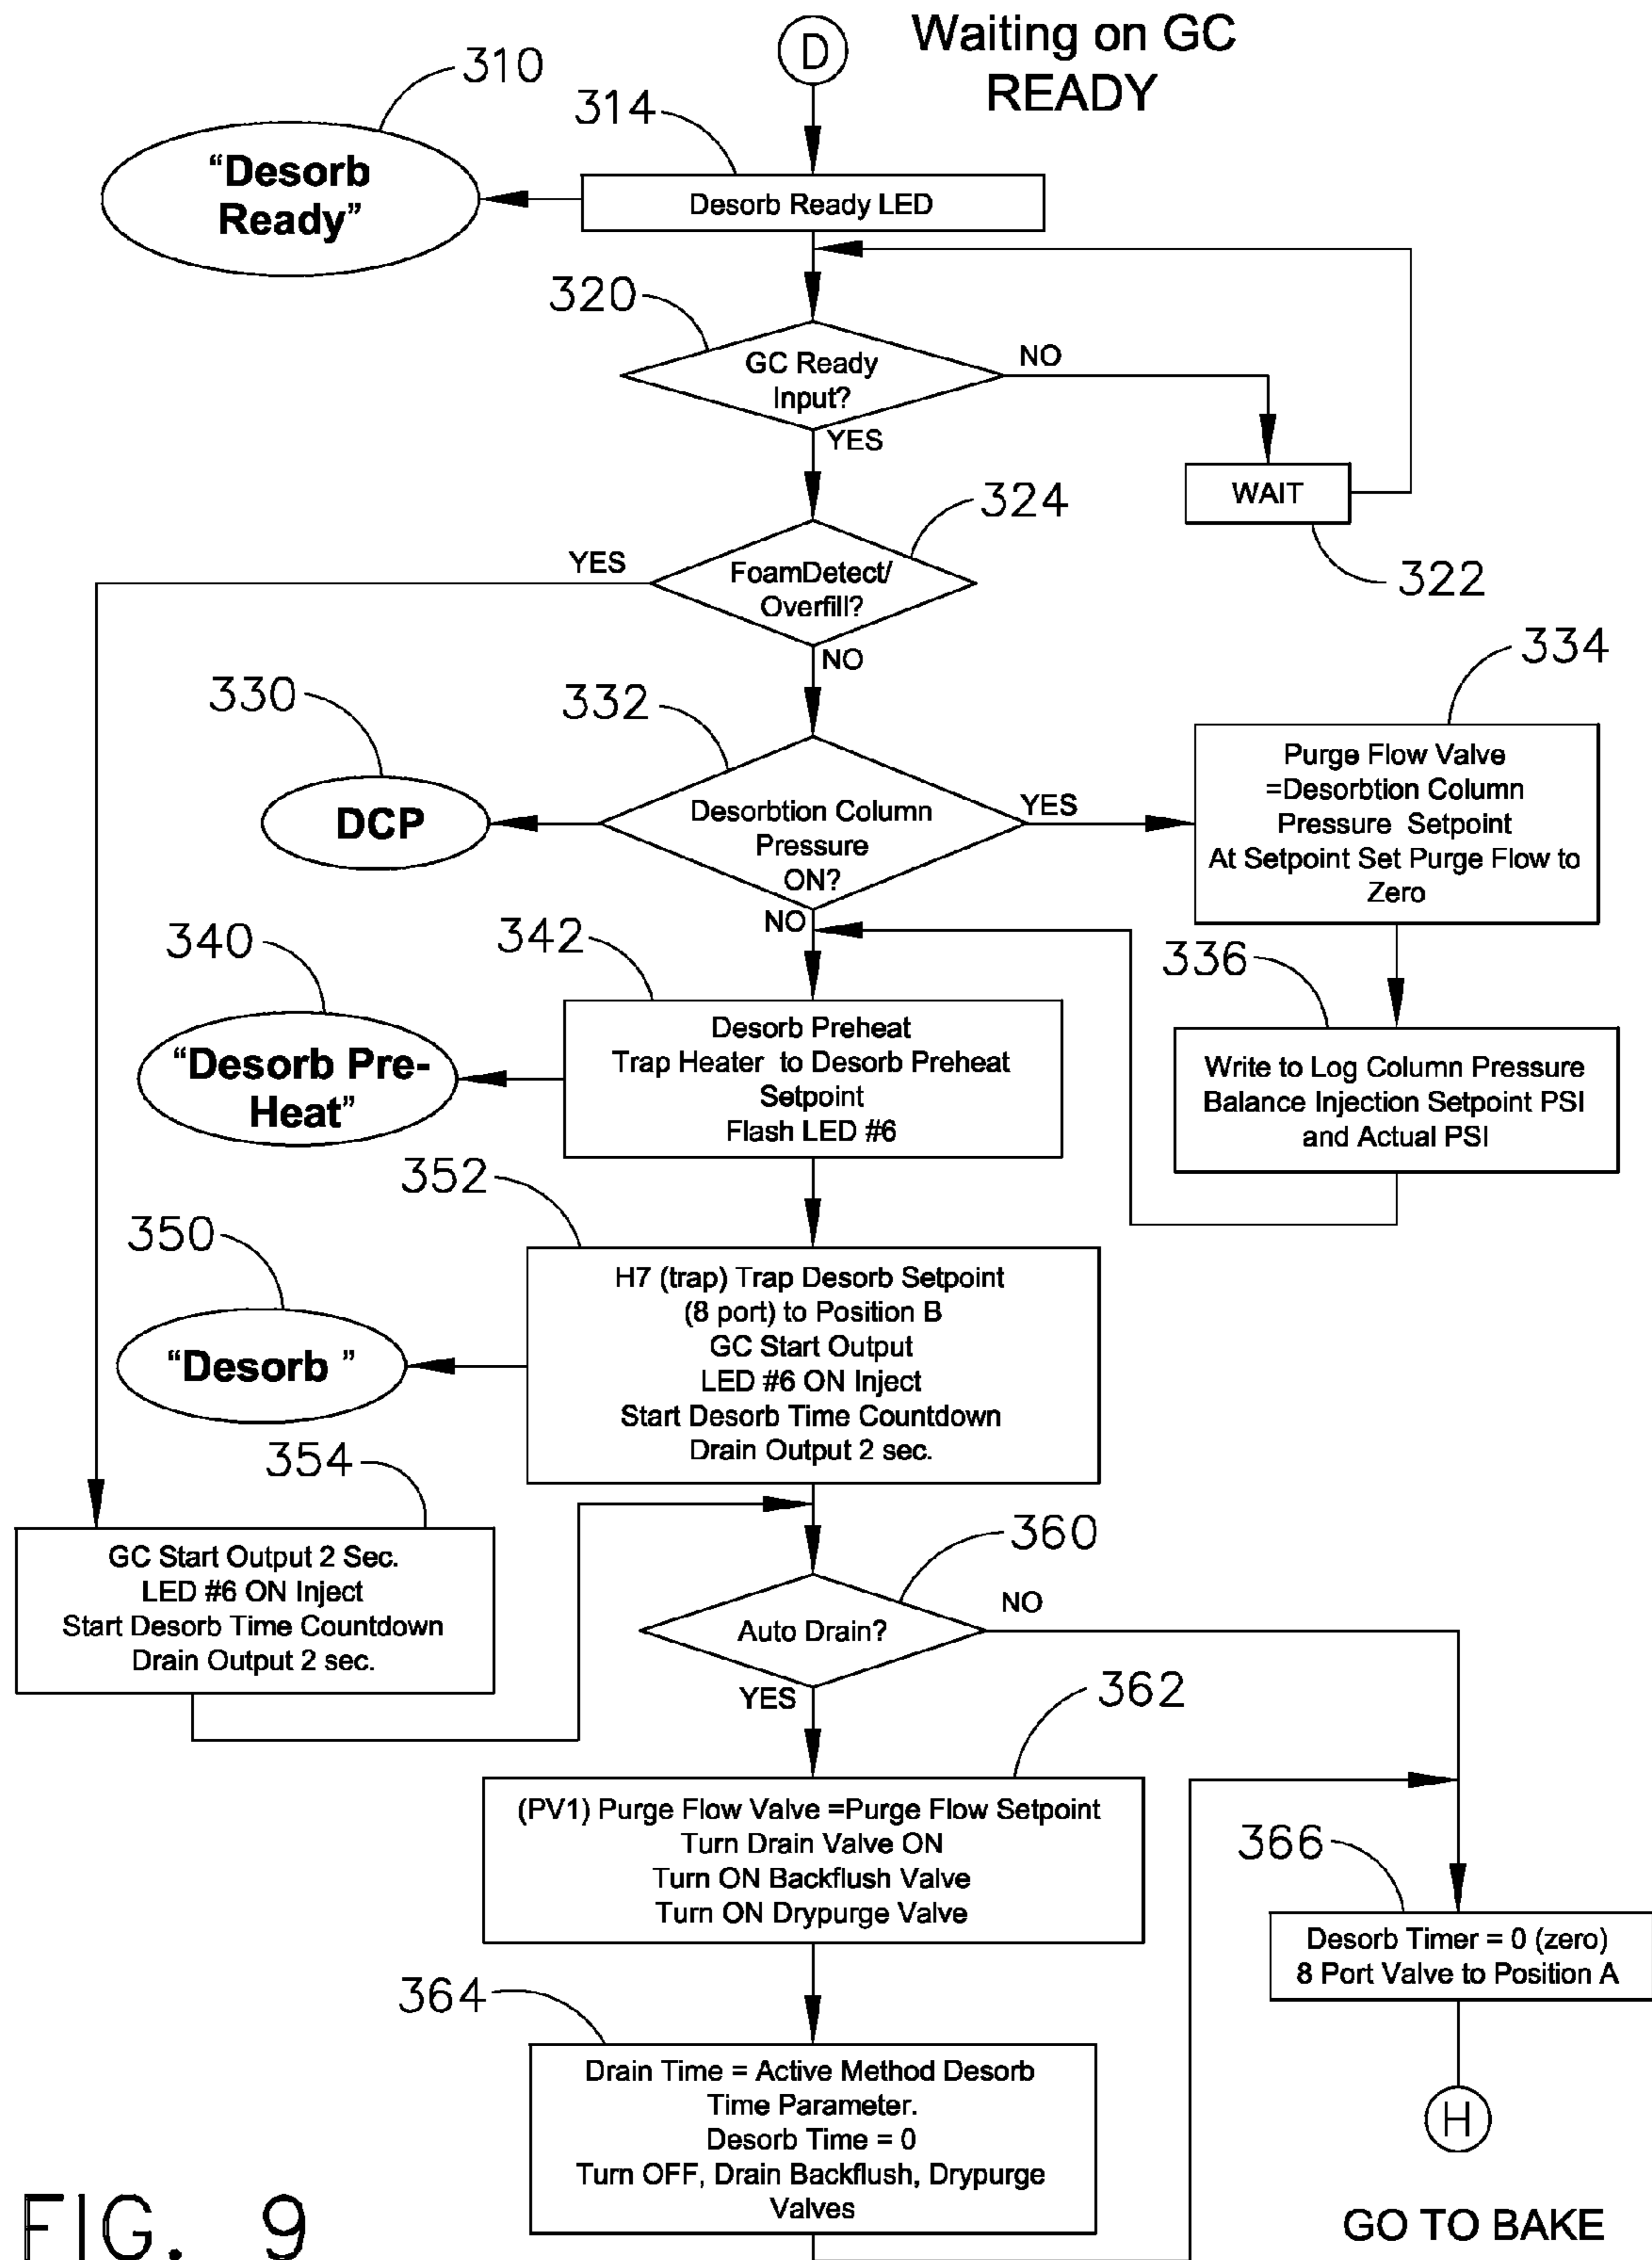 D
Waiting on GC
READY
310
314
“Desorb
Ready”
Desorb Ready LED
320
GC Ready
Input?
NO
YES
WAIT
322
324
YES
FoamDetect/
Overfill?
NO
330
332
334
DCP
Desorbtion Column
Pressure
ON?
YES
NO
Purge Flow Valve
=Desorbtion Column
Pressure Setpoint
At Setpoint Set Purge Flow to
Zero
336
Write to Log Column Pressure
Balance Injection Setpoint PSI
and Actual PSI
340
342
“Desorb Pre-
Heat”
Desorb Preheat
Trap Heater to Desorb Preheat
Setpoint
Flash LED #6
352
350
“Desorb ”
H7 (trap) Trap Desorb Setpoint
(8 port) to Position B
GC Start Output
LED #6 ON Inject
Start Desorb Time Countdown
Drain Output 2 sec.
354
GC Start Output 2 Sec.
LED #6 ON Inject
Start Desorb Time Countdown
Drain Output 2 sec.
360
Auto Drain?
NO
YES
362
(PV1) Purge Flow Valve =Purge Flow Setpoint
Turn Drain Valve ON
Turn ON Backflush Valve
Turn ON Drypurge Valve
366
Desorb Timer = 0 (zero)
8 Port Valve to Position A
364
Drain Time = Active Method Desorb
Time Parameter.
Desorb Time = 0
Turn OFF, Drain Backflush, Drypurge
Valves
H
GO TO BAKE
FIG. 9